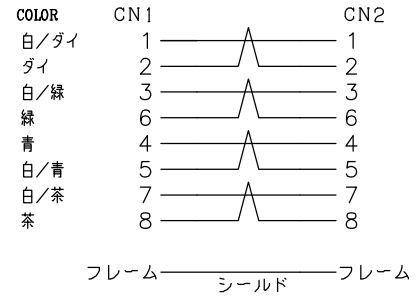 COLOR CN1 CN2
白/ダイ 1 1
ダイ 2 2
白/緑 3 3
緑 6 6
青 4 4
白/青 5 5
白/茶 7 7
茶 8 8
フレーム フレーム
シールド